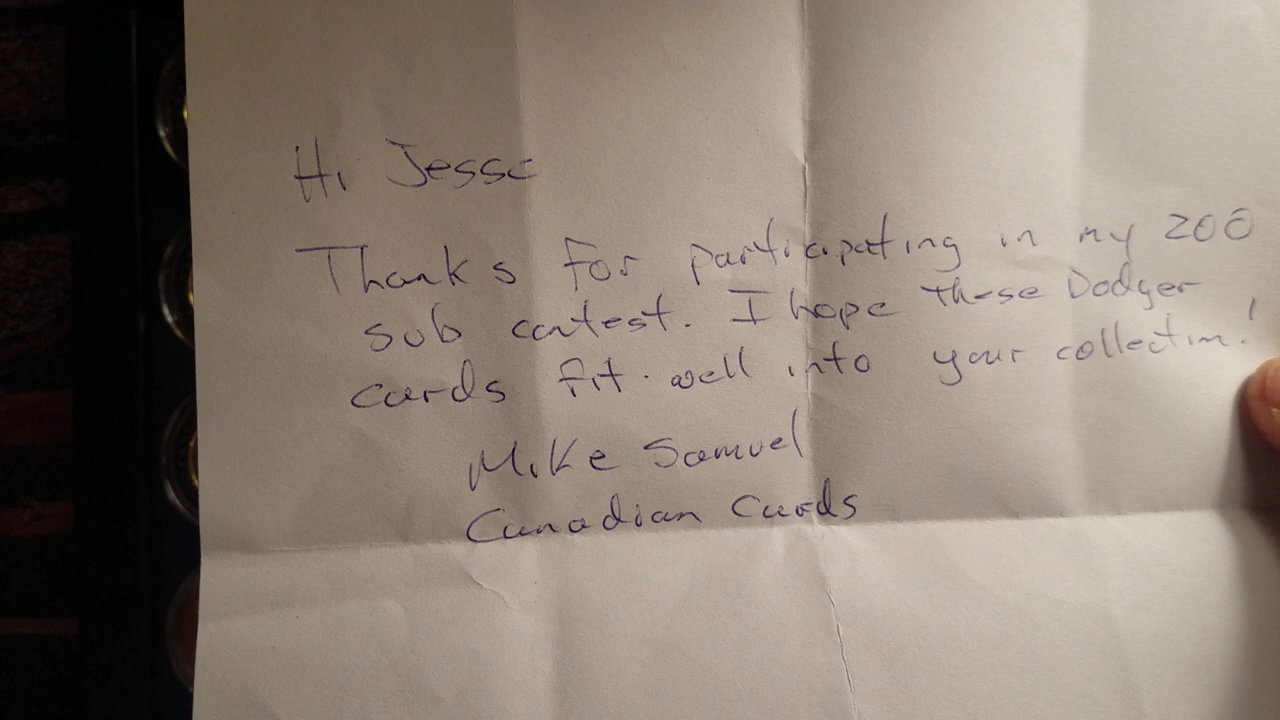 Hi Jesse
Thanks for participating in my 200
sub contest. I hope these Dodger
cards fit well into your collection!
Mike Samuel
Canadian Cards